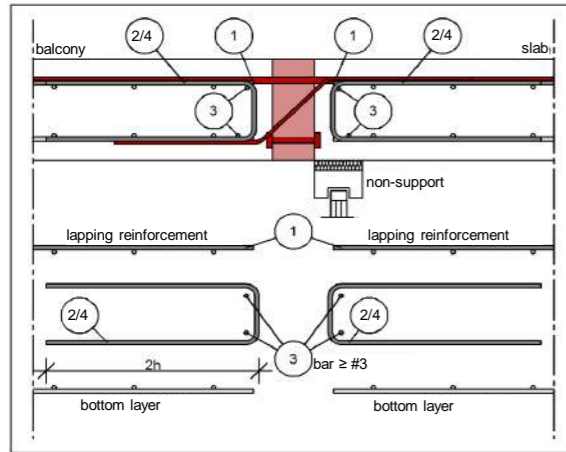 2/4 1 1 2/4
balcony slab
3 3
non-support
lapping reinforcement 1 lapping reinforcement
2/4 2/4
3 bar ≥ #3
2h
bottom layer bottom layer